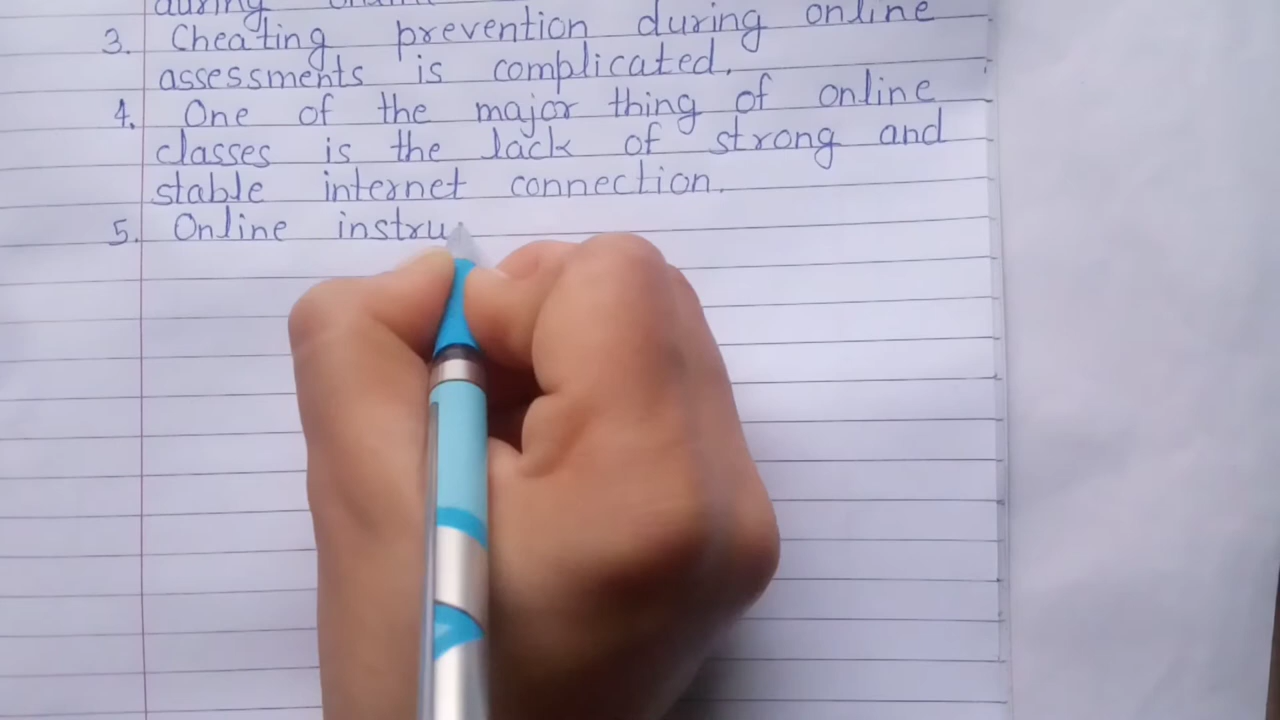 during
3. Cheating prevention during online
assessments is complicated.
4. One of the major thing of online
classes is the lack of strong and
stable internet connection.
5. Online instru